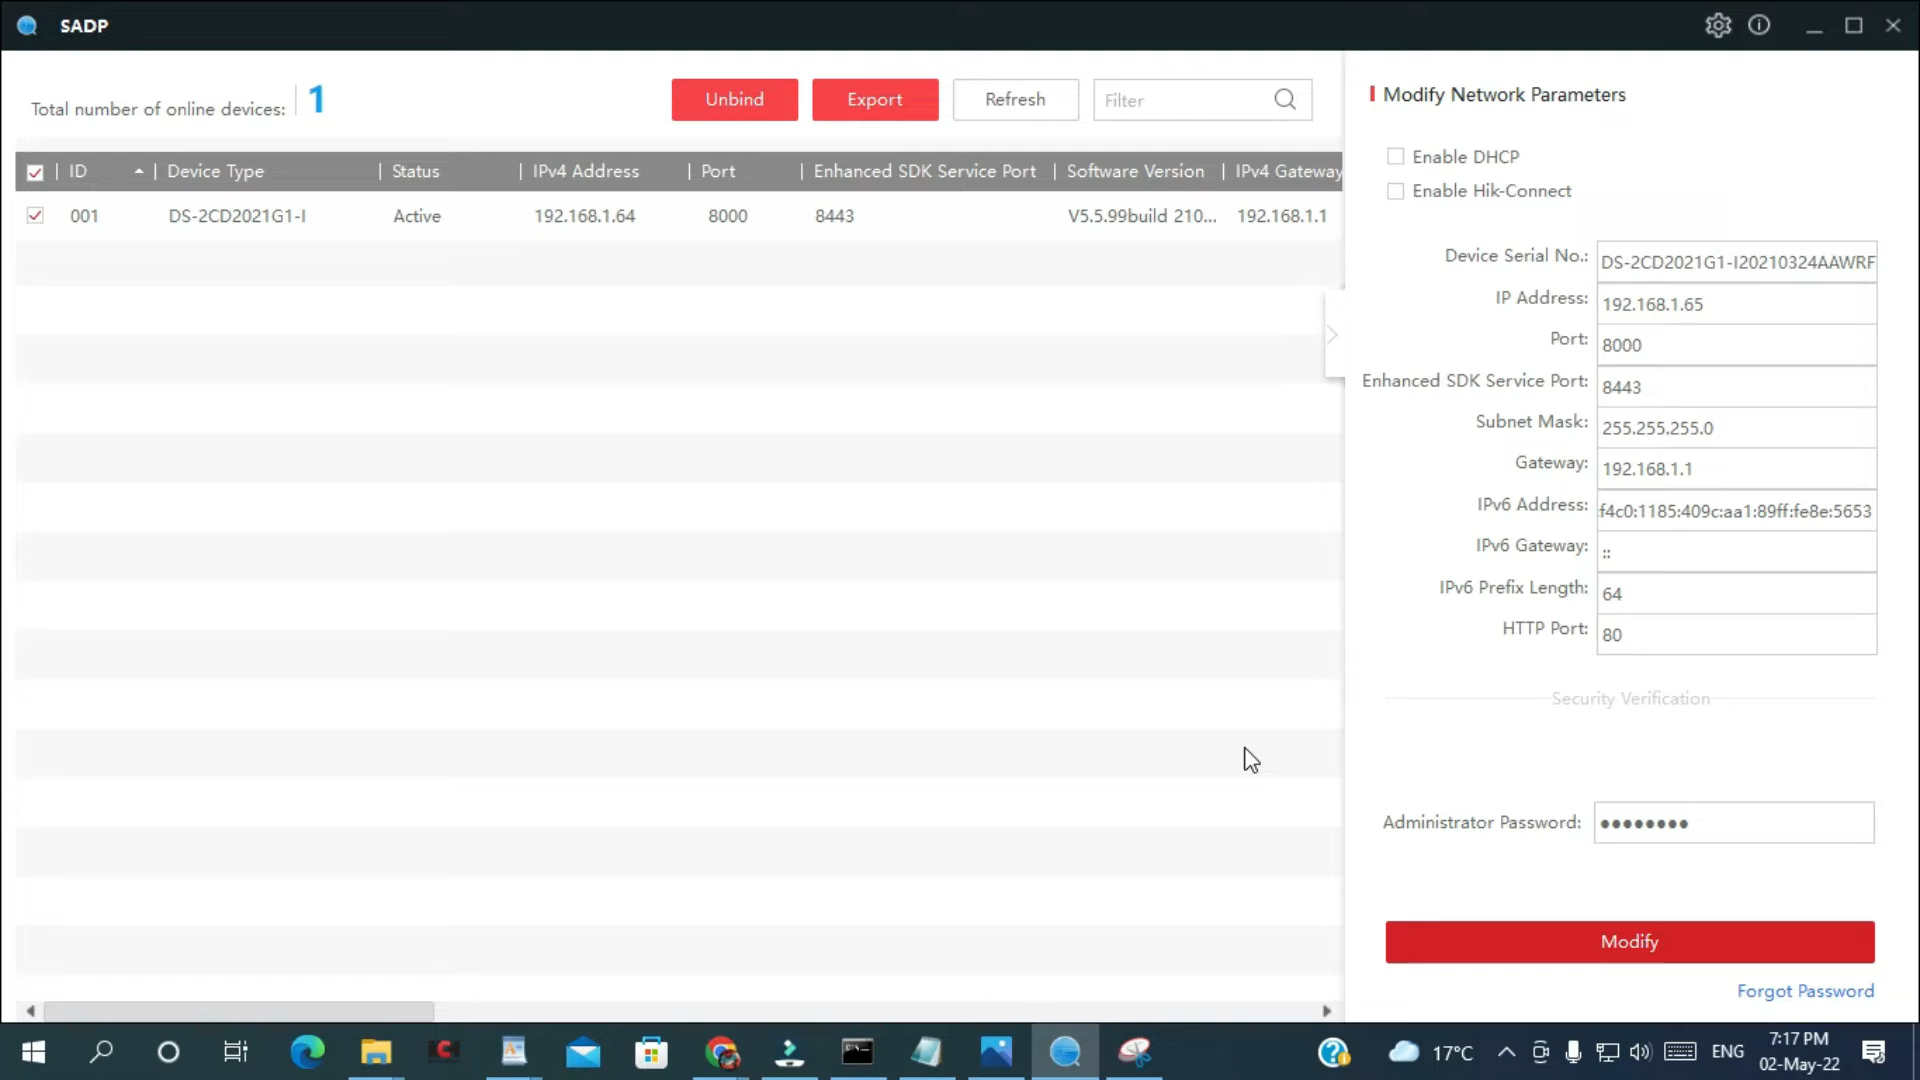 SADP
Total number of online devices: 1
Unbind
Export
Refresh
Filter
ID Device Type Status IPv4 Address Port Enhanced SDK Service Port Software Version IPv4 Gateway
001 DS-2CD2021G1-I Active 192.168.1.64 8000 8443 V5.5.99build 210... 192.168.1.1
Modify Network Parameters
Enable DHCP
Enable Hik-Connect
Device Serial No.: DS-2CD2021G1-I20210324AAWRF
IP Address: 192.168.1.65
Port: 8000
Enhanced SDK Service Port: 8443
Subnet Mask: 255.255.255.0
Gateway: 192.168.1.1
IPv6 Address: :f4c0:1185:409c:aa1:89ff:fe8e:5653
IPv6 Gateway: ::
IPv6 Prefix Length: 64
HTTP Port: 80
Security Verification
Administrator Password: ●●●●●●●●
Modify
Forgot Password
17°C ENG 7:17 PM
02-May-22